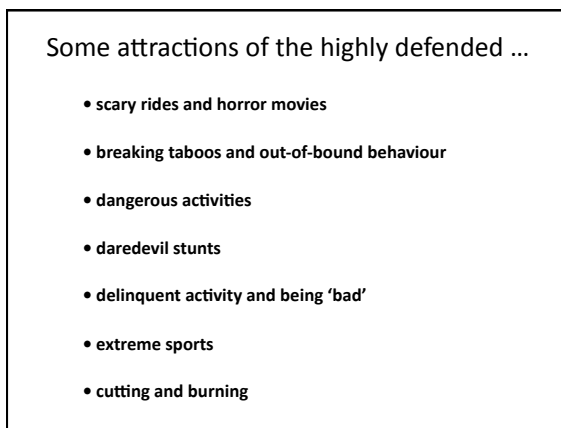 Some attractions of the highly defended …
• scary rides and horror movies
• breaking taboos and out-of-bound behaviour
• dangerous activities
• daredevil stunts
• delinquent activity and being ‘bad’
• extreme sports
• cutting and burning